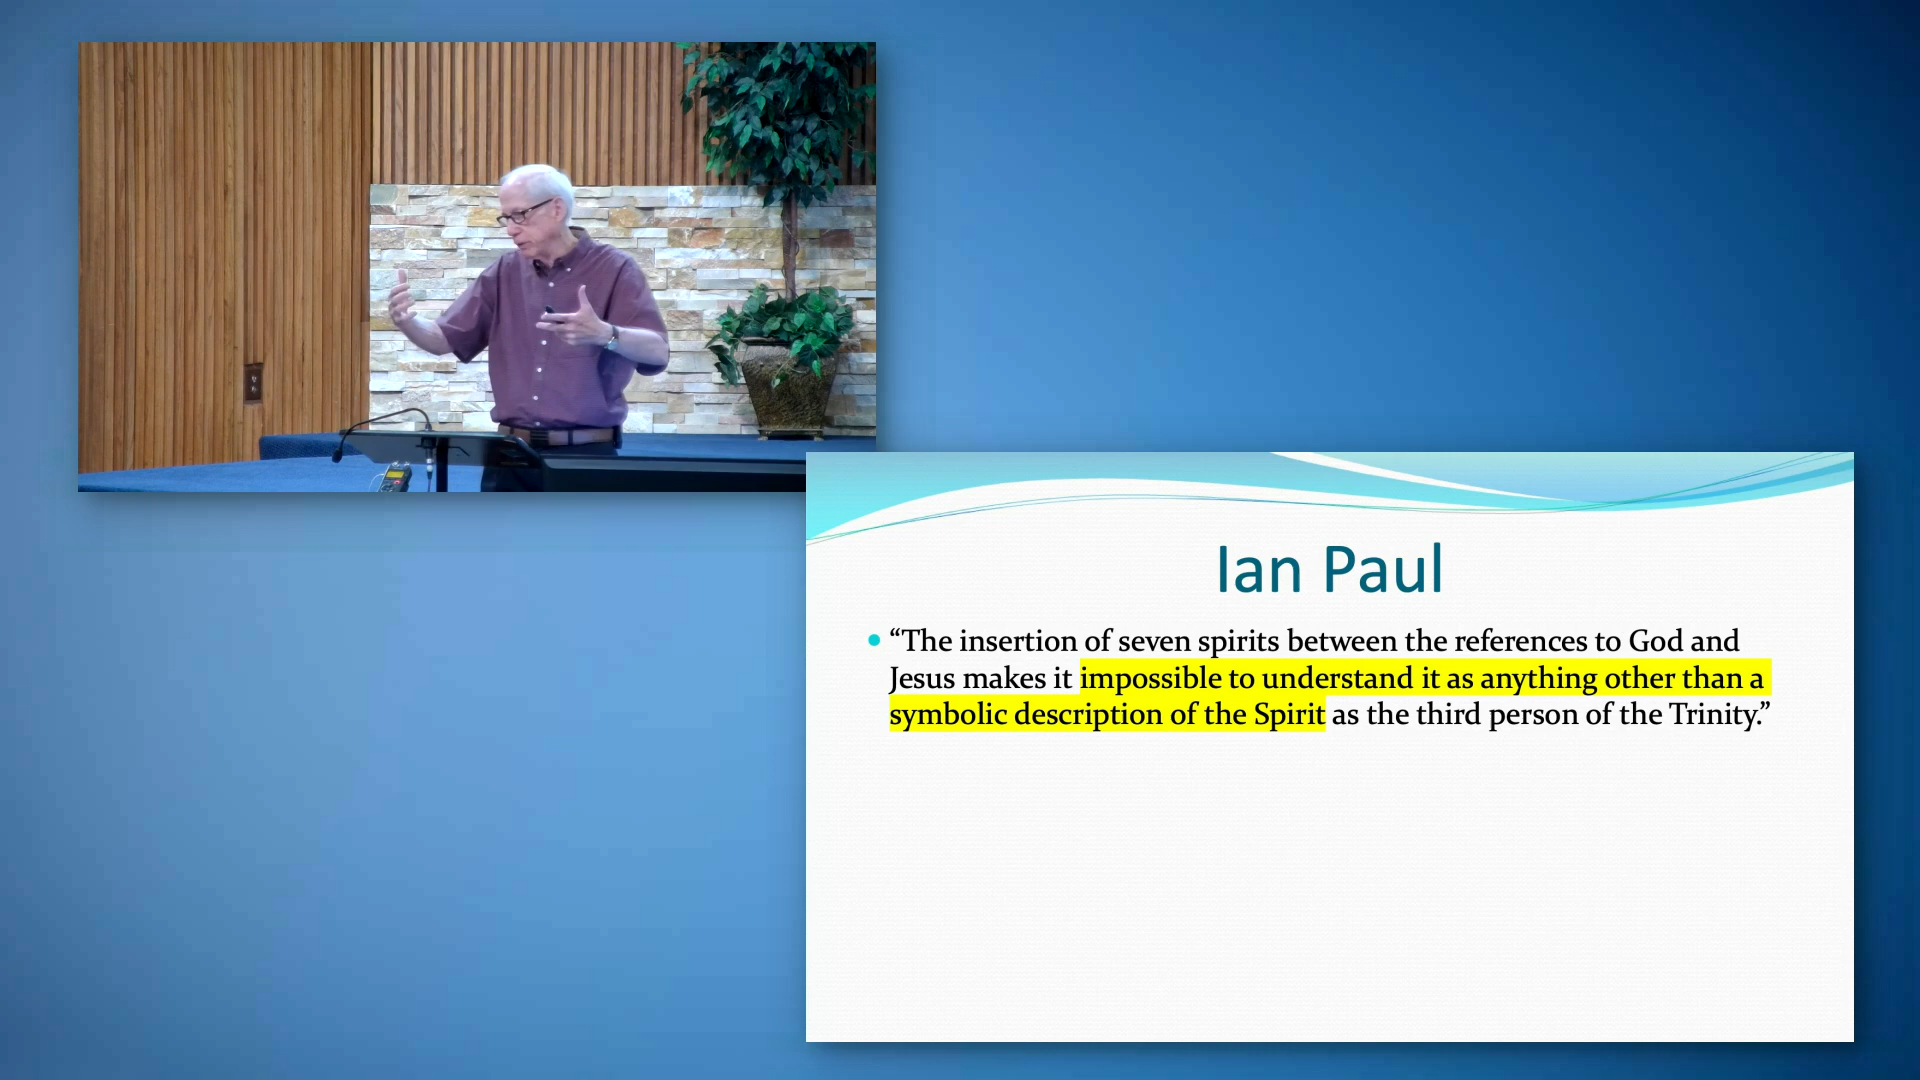 Ian Paul
“The insertion of seven spirits between the references to God and
Jesus makes it impossible to understand it as anything other than a
symbolic description of the Spirit as the third person of the Trinity.”